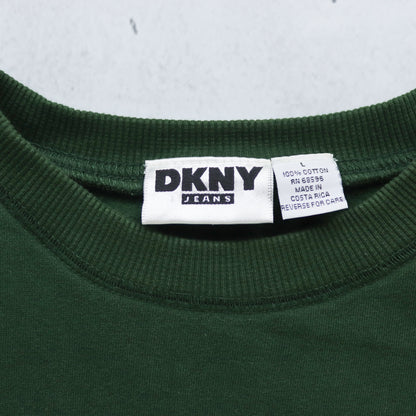 DKNY
JEANS
L
100% COTTON
RN 68596
MADE IN
COSTA RICA
REVERSE FOR CARE